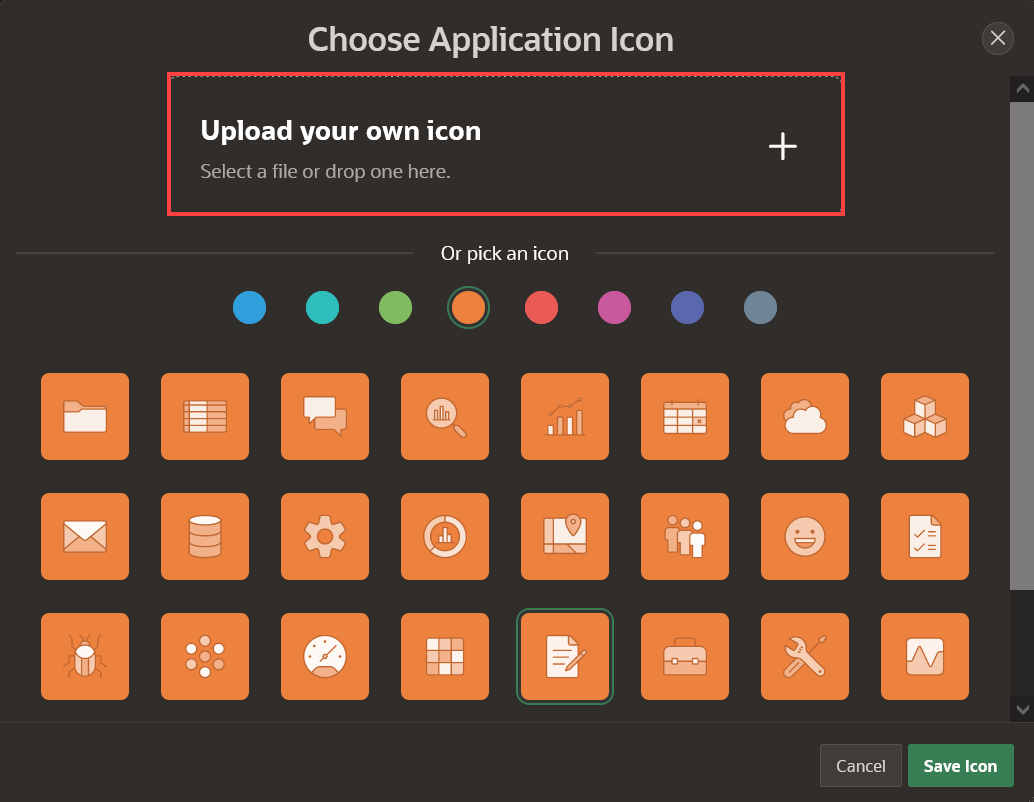 Choose Application Icon
Upload your own icon
Select a file or drop one here.
Or pick an icon
Cancel
Save Icon